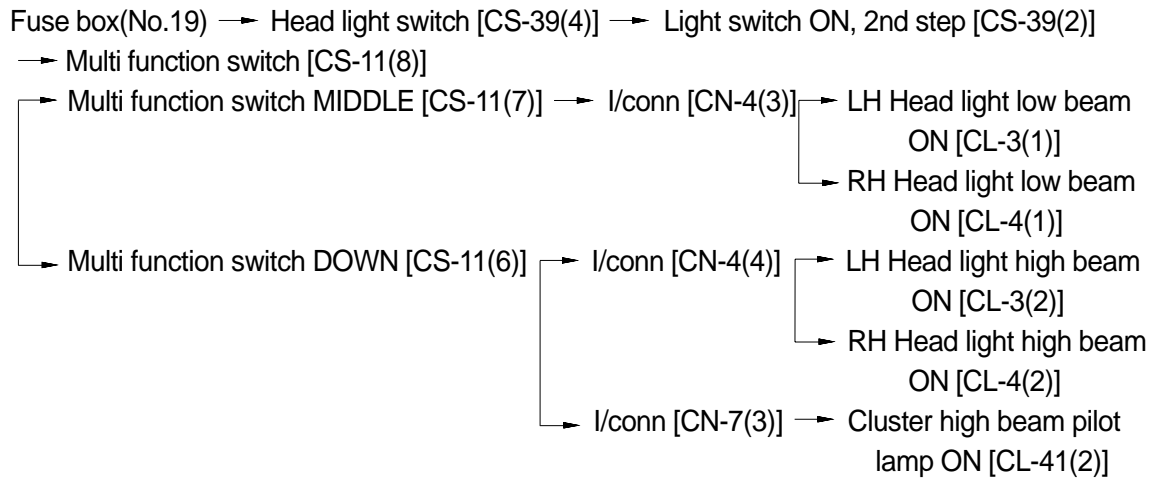 Fuse box(No.19) → Head light switch [CS-39(4)] → Light switch ON, 2nd step [CS-39(2)]
→ Multi function switch [CS-11(8)]
→ Multi function switch MIDDLE [CS-11(7)] → I/conn [CN-4(3)] → LH Head light low beam
ON [CL-3(1)]
→ RH Head light low beam
ON [CL-4(1)]
→ Multi function switch DOWN [CS-11(6)] → I/conn [CN-4(4)] → LH Head light high beam
ON [CL-3(2)]
→ RH Head light high beam
ON [CL-4(2)]
→ I/conn [CN-7(3)] → Cluster high beam pilot
lamp ON [CL-41(2)]